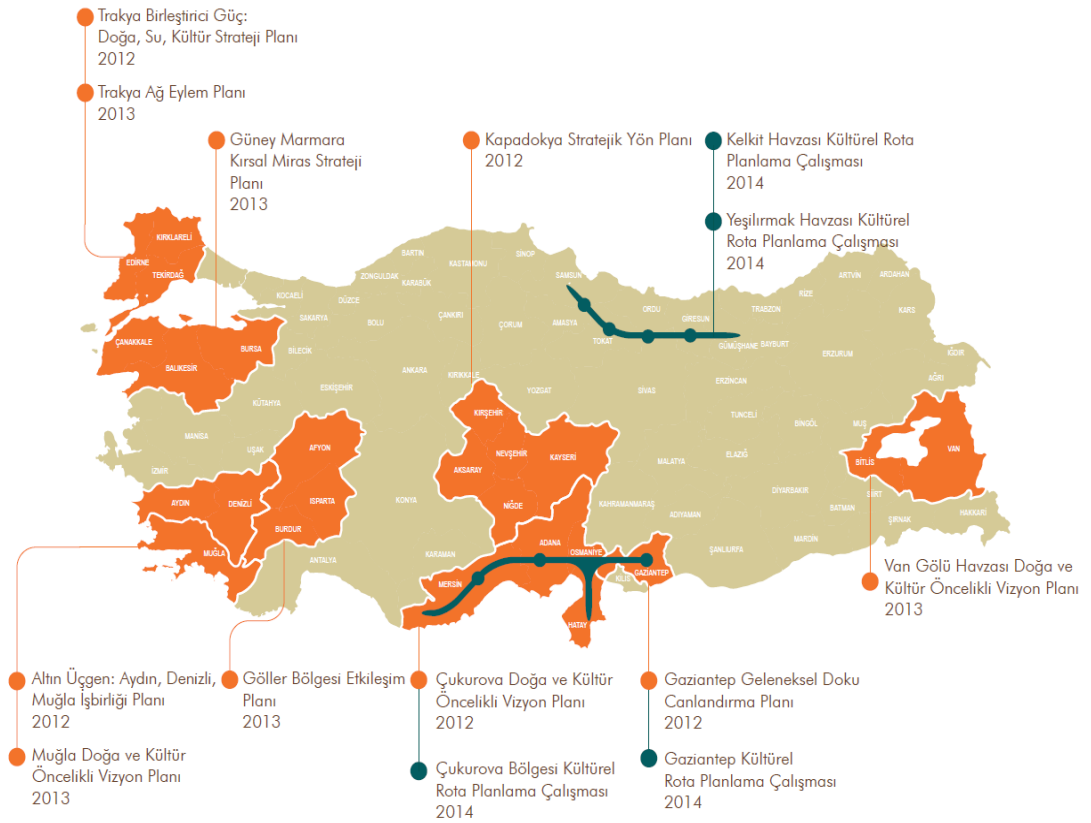 Trakya Birleştirici Güç:
Doğa, Su, Kültür Strateji Planı
2012
Trakya Ağ Eylem Planı
2013
Güney Marmara
Kırsal Miras Strateji
Planı
2013
Kapadokya Stratejik Yön Planı
2012
Kelkit Havzası Kültürel Rota
Planlama Çalışması
2014
Yeşilırmak Havzası Kültürel
Rota Planlama Çalışması
2014
KIRKLARELİ
EDİRNE
TEKİRDAĞ
ÇANAKKALE
BALIKESİR
BURSA
KOCAELİ
SAKARYA
BİLECİK
DÜZCE
BOLU
ZONGULDAK
BARTIN
KARABÜK
KASTAMONU
SİNOP
ÇANKIRI
ÇORUM
SAMSUN
AMASYA
TOKAT
ORDU
GİRESUN
TRABZON
GÜMÜŞHANE
BAYBURT
RİZE
ARTVİN
ARDAHAN
KARS
IĞDIR
AĞRI
ERZURUM
ERZİNCAN
ANKARA
KIRIKKALE
YOZGAT
SİVAS
ESKİŞEHİR
KÜTAHYA
MANİSA
UŞAK
İZMİR
AFYON
ISPARTA
BURDUR
AYDIN
DENİZLİ
MUĞLA
ANTALYA
KONYA
KARAMAN
KIRŞEHİR
NEVŞEHİR
AKSARAY
KAYSERİ
NİĞDE
ADANA
OSMANİYE
MERSİN
HATAY
GAZİANTEP
KİLİS
KAHRAMANMARAŞ
ADIYAMAN
MALATYA
ELAZIĞ
TUNCELİ
BİNGÖL
MUŞ
BİTLİS
VAN
DİYARBAKIR
BATMAN
SİİRT
ŞIRNAK
HAKKARİ
MARDİN
ŞANLIURFA
Van Gölü Havzası Doğa ve
Kültür Öncelikli Vizyon Planı
2013
Altın Üçgen: Aydın, Denizli,
Muğla İşbirliği Planı
2012
Muğla Doğa ve Kültür
Öncelikli Vizyon Planı
2013
Göller Bölgesi Etkileşim
Planı
2013
Çukurova Doğa ve Kültür
Öncelikli Vizyon Planı
2012
Çukurova Bölgesi Kültürel
Rota Planlama Çalışması
2014
Gaziantep Geleneksel Doku
Canlandırma Planı
2012
Gaziantep Kültürel
Rota Planlama Çalışması
2014